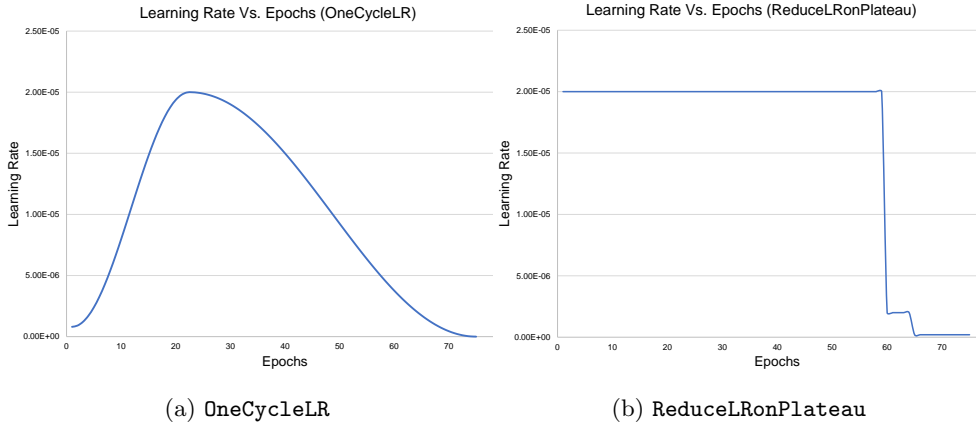 Learning Rate Vs. Epochs (OneCycleLR)
2.50E-05
2.00E-05
1.50E-05
1.00E-05
5.00E-06
0.00E+00
Learning Rate
0 10 20 30 40 50 60 70
Epochs
(a) OneCycleLR
Learning Rate Vs. Epochs (ReduceLRonPlateau)
2.50E-05
2.00E-05
1.50E-05
1.00E-05
5.00E-06
0.00E+00
Learning Rate
0 10 20 30 40 50 60 70
Epochs
(b) ReduceLRonPlateau